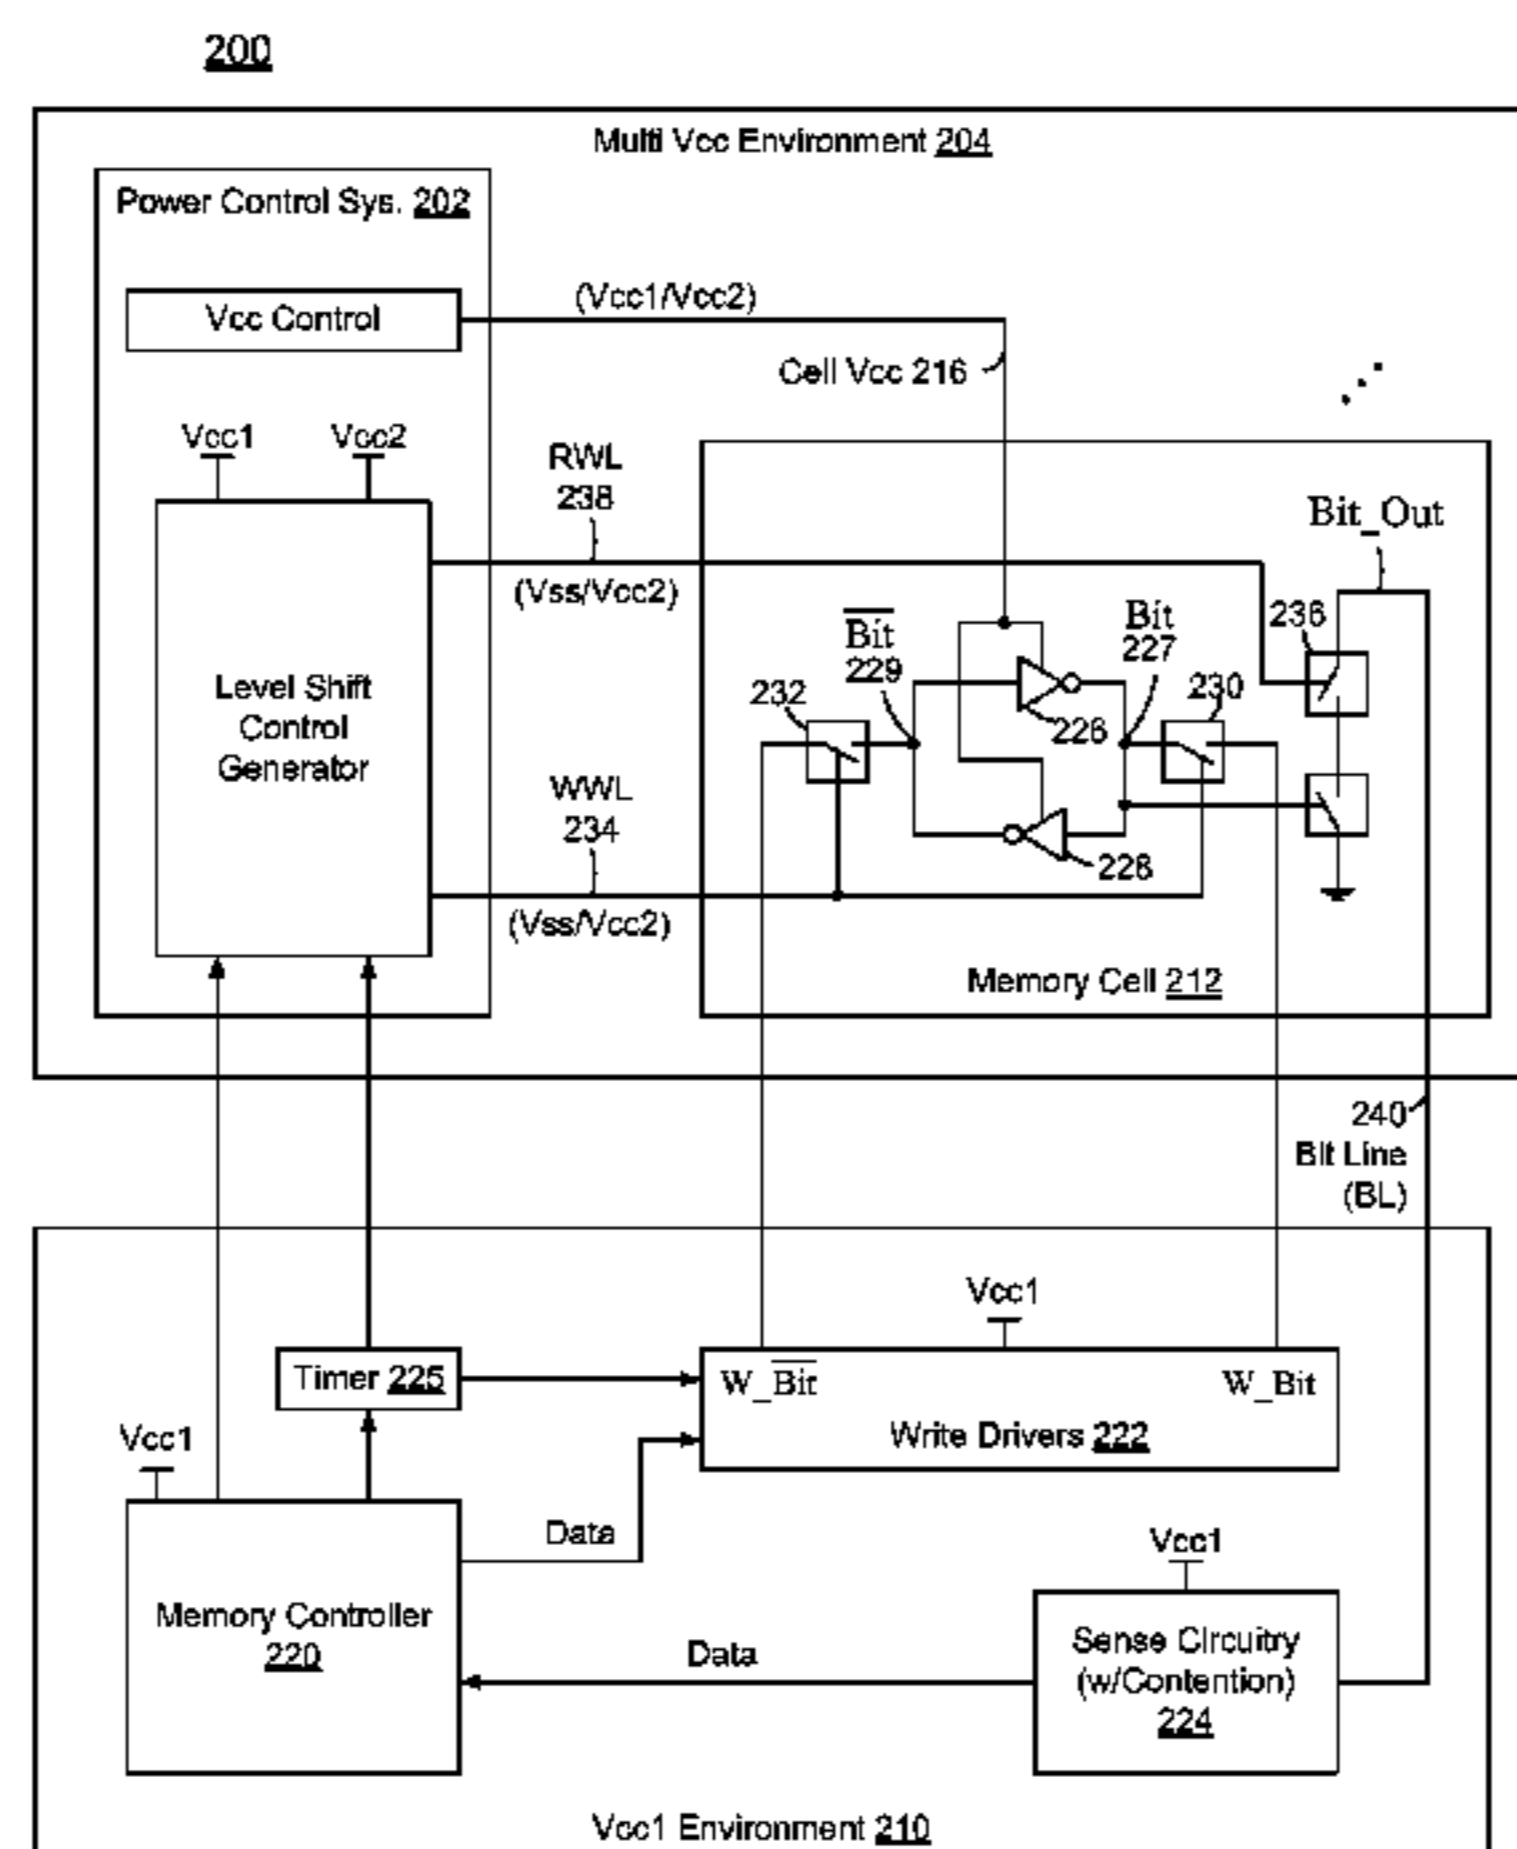 200
Multi Vcc Environment 204
Power Control Sys. 202
Vcc Control
(Vcc1/Vcc2)
Cell Vcc 216
Vcc1
Vcc2
RWL
238
(Vss/Vcc2)
Bit_Out
Level Shift
Control
Generator
Bit
229
Bit
227
236
232
226
230
WWL
234
228
(Vss/Vcc2)
Memory Cell 212
240
Bit Line
(BL)
Vcc1
Timer 225
W_Bit
W_Bit
Write Drivers 222
Vcc1
Data
Vcc1
Memory Controller
220
Data
Sense Circuitry
(w/Contention)
224
Vcc1 Environment 210